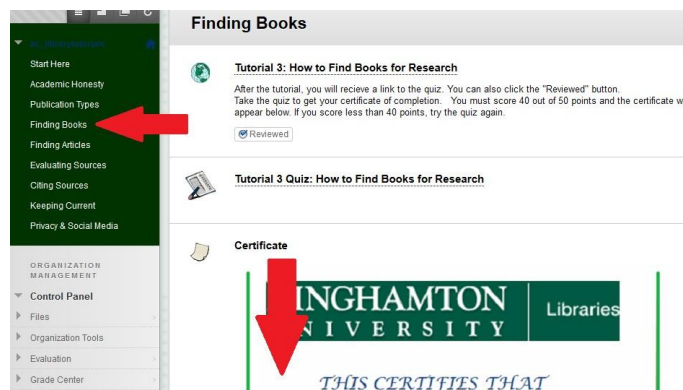 Finding Books
Start Here
Academic Honesty
Publication Types
Finding Books
Finding Articles
Evaluating Sources
Citing Sources
Keeping Current
Privacy & Social Media
ORGANIZATION
MANAGEMENT
Control Panel
Files
Organization Tools
Evaluation
Grade Center
Tutorial 3: How to Find Books for Research
After the tutorial, you will recieve a link to the quiz. You can also click the "Reviewed" button.
Take the quiz to get your certificate of completion. You must score 40 out of 50 points and the certificate w
appear below. If you score less than 40 points, try the quiz again.
Reviewed
Tutorial 3 Quiz: How to Find Books for Research
Certificate
INGHAMTON
NIVERSITY
Libraries
THIS CERTIFIES THAT